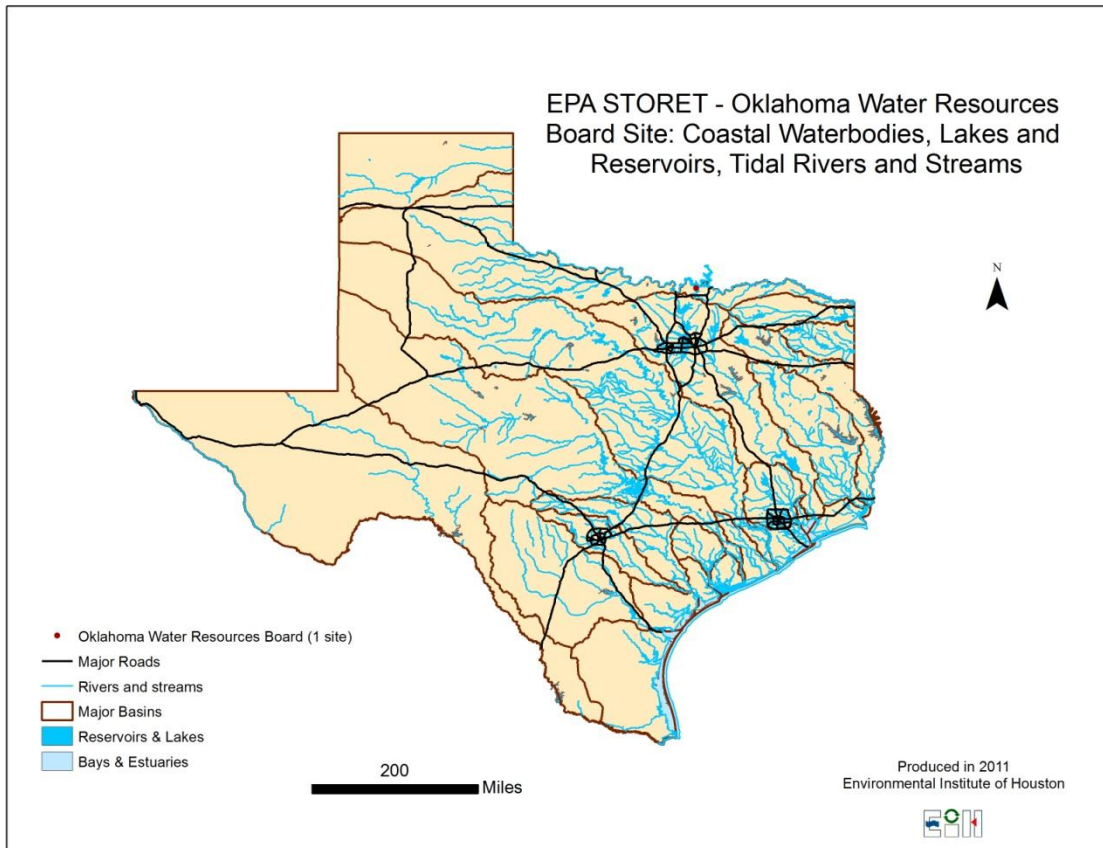 EPA STORET - Oklahoma Water Resources
Board Site: Coastal Waterbodies, Lakes and
Reservoirs, Tidal Rivers and Streams
N
Oklahoma Water Resources Board (1 site)
Major Roads
Rivers and streams
Major Basins
Reservoirs & Lakes
Bays & Estuaries
200
Miles
Produced in 2011
Environmental Institute of Houston
EIH